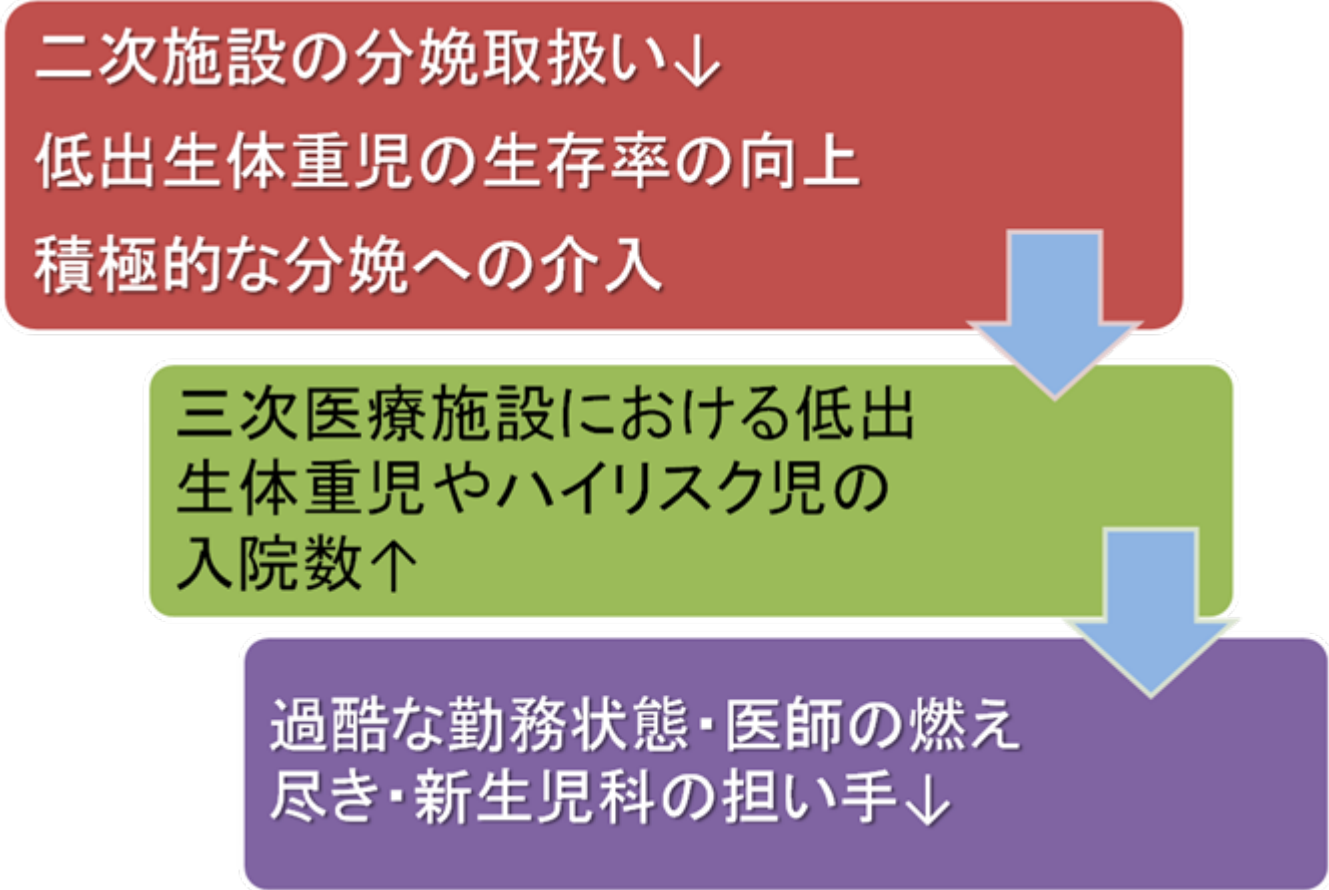 二次施設の分娩取扱い↓
低出生体重児の生存率の向上
積極的な分娩への介入
三次医療施設における低出
生体重児やハイリスク児の
入院数↑
過酷な勤務状態・医師の燃え
尽き・新生児科の担い手↓